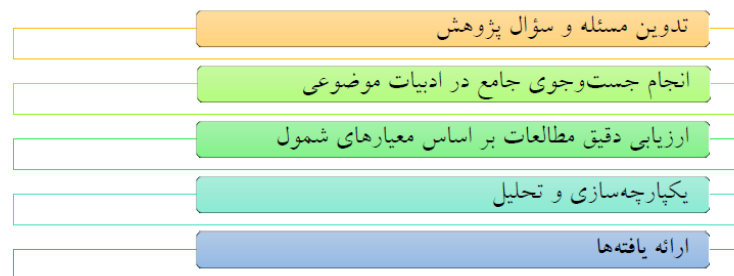 تدوین مسئله و سؤال پژوهش
انجام جست‌وجوی جامع در ادبیات موضوعی
ارزیابی دقیق مطالعات بر اساس معیارهای شمول
یکپارچه‌سازی و تحلیل
ارائه یافته‌ها